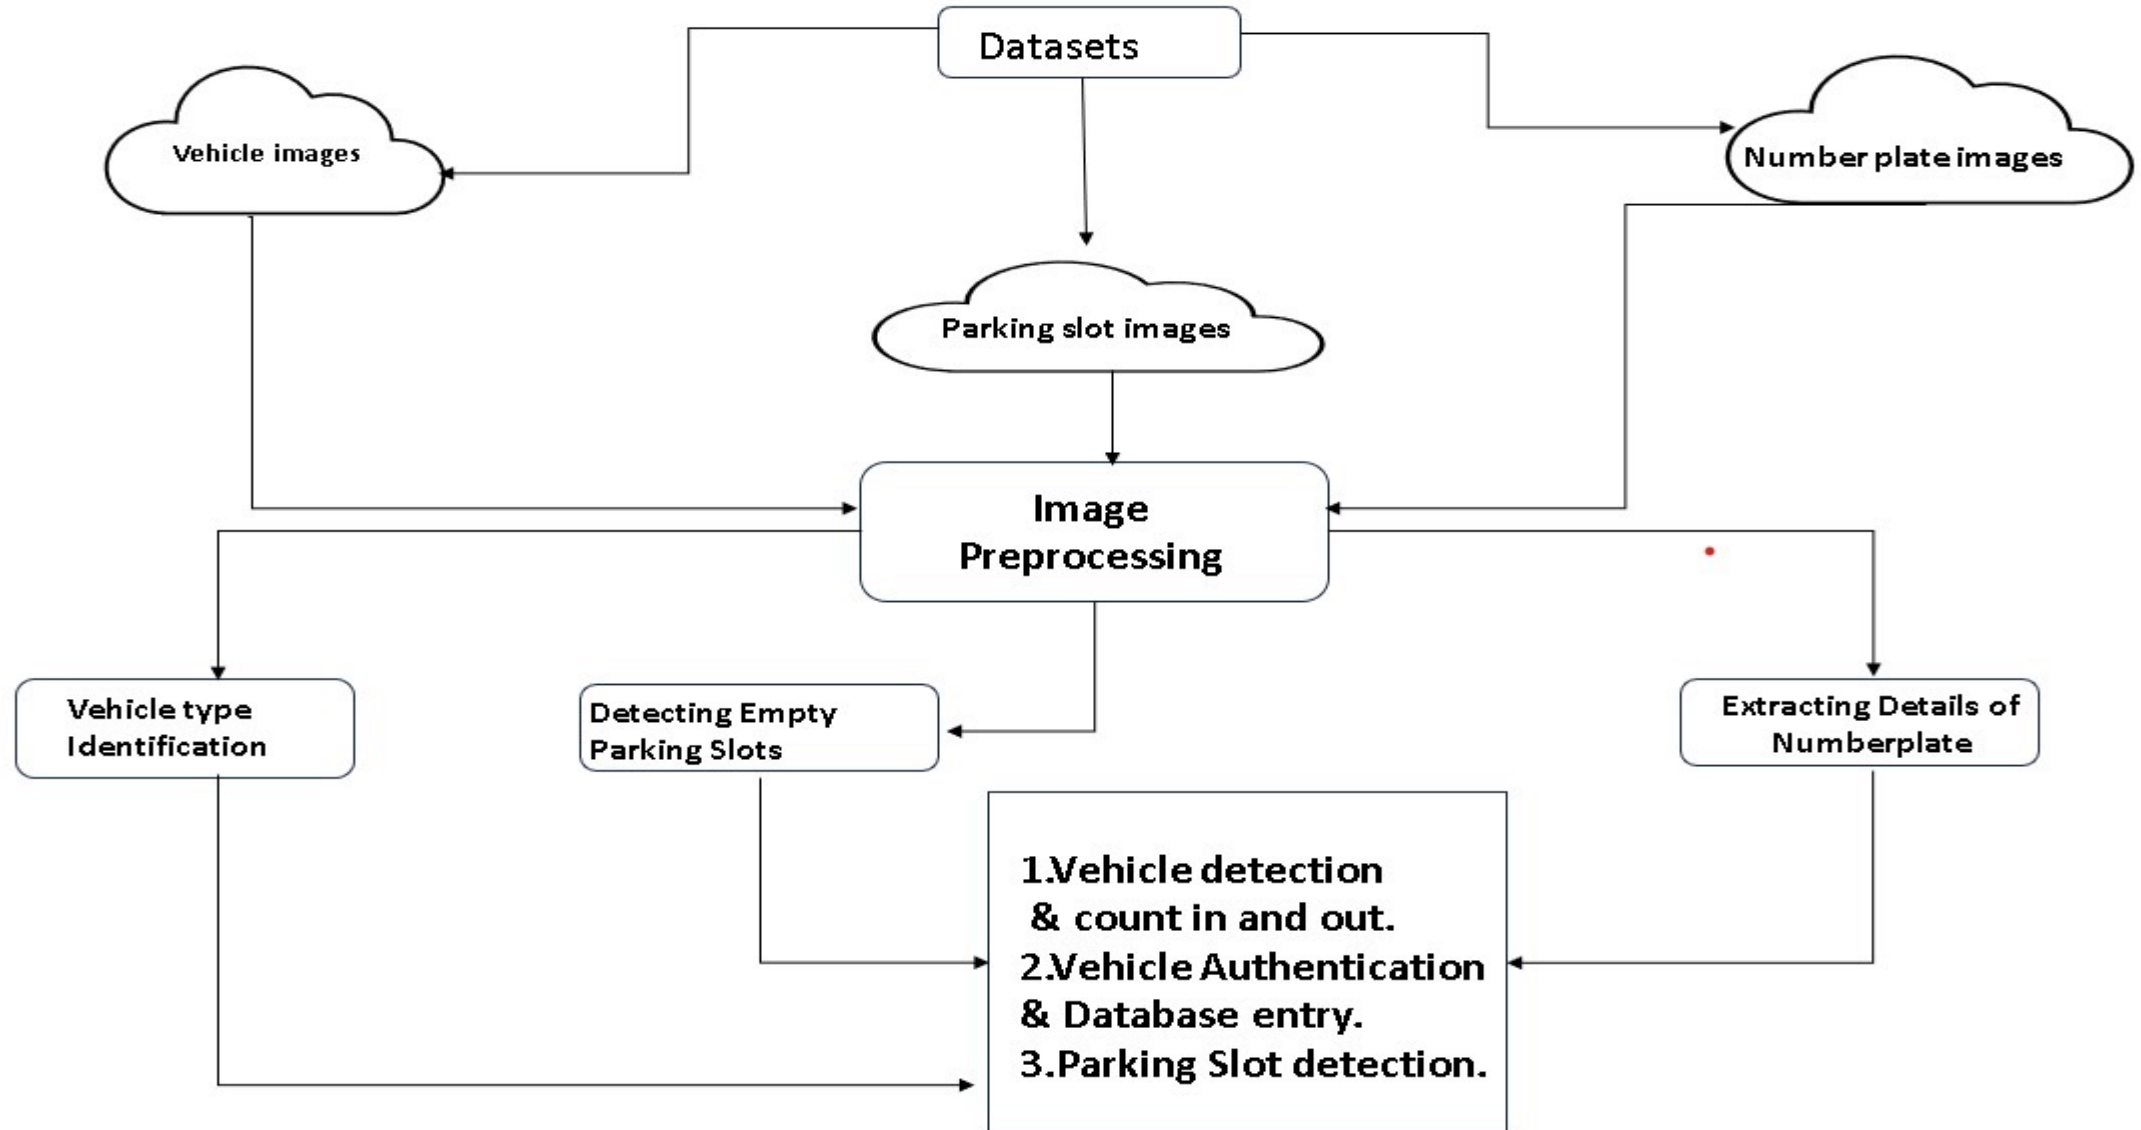 Datasets
Vehicle images
Number plate images
Parking slot images
Image
Preprocessing
Vehicle type
Identification
Detecting Empty
Parking Slots
Extracting Details of
Numberplate
1.Vehicle detection
& count in and out.
2.Vehicle Authentication
& Database entry.
3.Parking Slot detection.